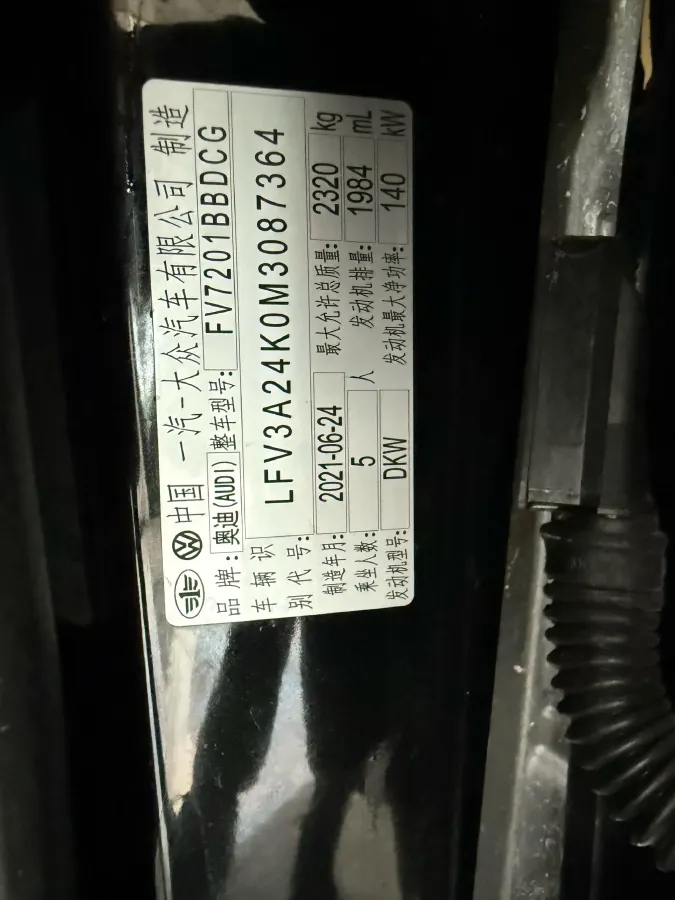 中国 一汽-大众汽车有限公司 制造
品牌: 奥迪(AUDI) 整车型号: FV7201BBDCG
车辆识别代号: LFV3A24K0M3087364
制造年月: 2021-06-24 最大允许总质量: 2320 kg
乘坐人数: 5 人 发动机排量: 1984 mL
发动机型号: DKW 发动机最大净功率: 140 kW